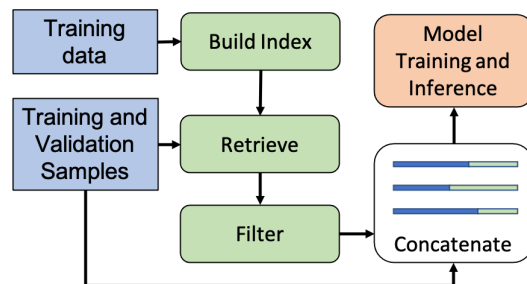 Training
data
Build Index
Model
Training and
Inference
Training and
Validation
Samples
Retrieve
Filter
Concatenate